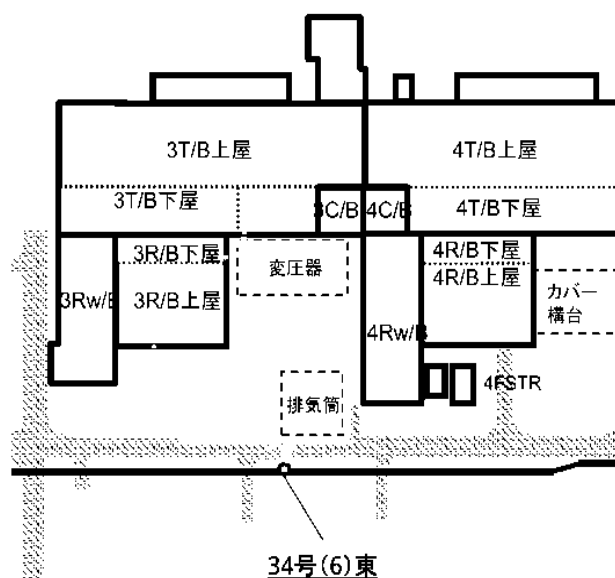 3T/B上屋
4T/B上屋
3T/B下屋
3C/B
4C/B
4T/B下屋
3R/B下屋
変圧器
4R/B下屋
3Rw/B
3R/B上屋
4R/B上屋
カバー
構台
4Rw/B
4FSTR
排気筒
34号(6)東